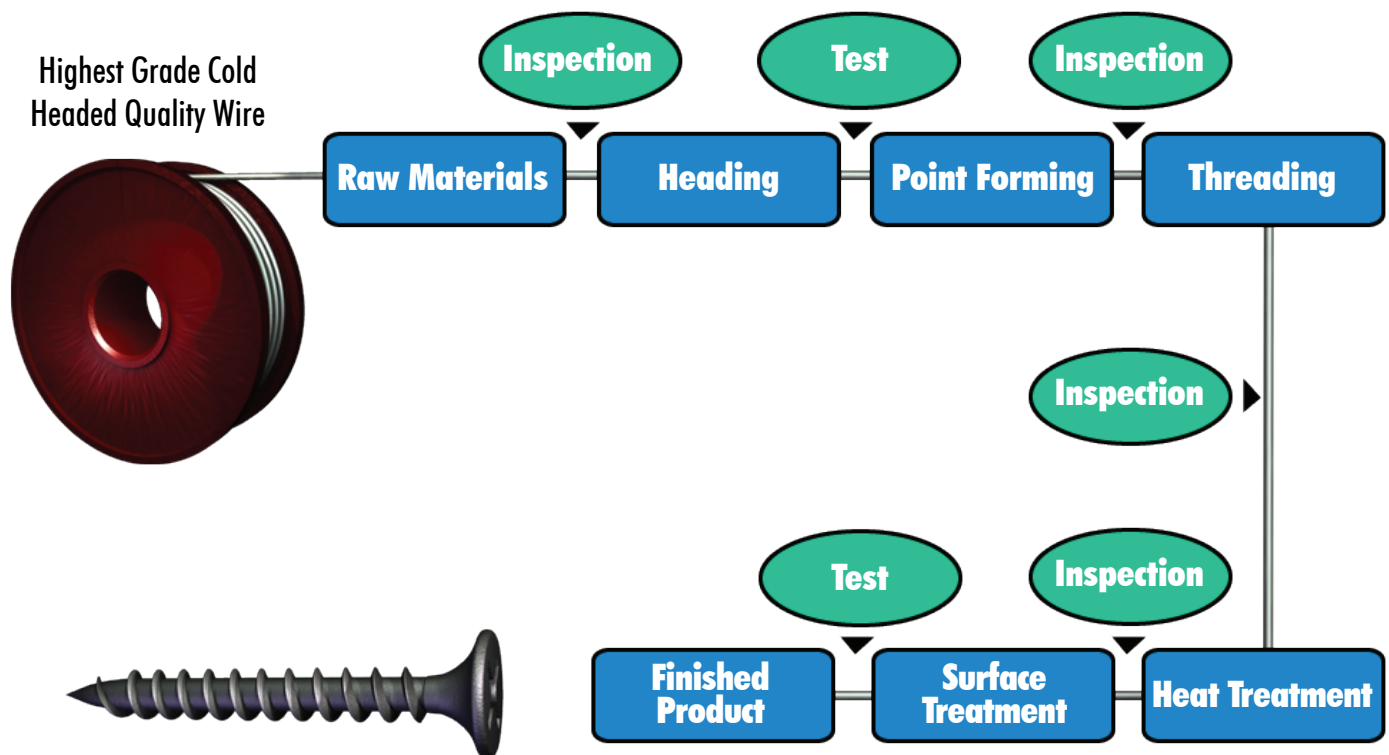 Highest Grade Cold
Headed Quality Wire
Inspection
Test
Inspection
Raw Materials
Heading
Point Forming
Threading
Inspection
Test
Inspection
Finished
Product
Surface
Treatment
Heat Treatment